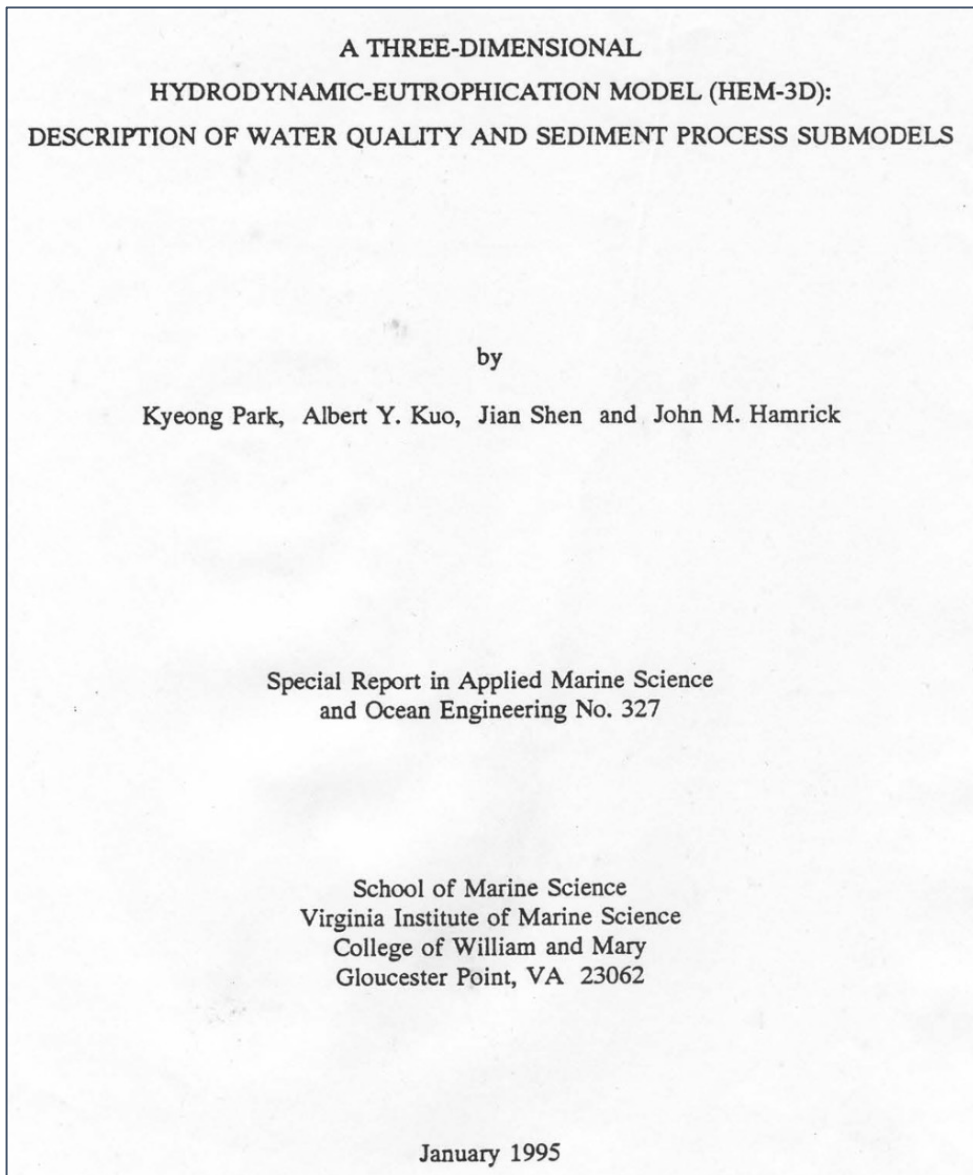 A THREE-DIMENSIONAL
HYDRODYNAMIC-EUTROPHICATION MODEL (HEM-3D):
DESCRIPTION OF WATER QUALITY AND SEDIMENT PROCESS SUBMODELS
by
Kyeong Park, Albert Y. Kuo, Jian Shen and John M. Hamrick
Special Report in Applied Marine Science
and Ocean Engineering No. 327
School of Marine Science
Virginia Institute of Marine Science
College of William and Mary
Gloucester Point, VA 23062
January 1995